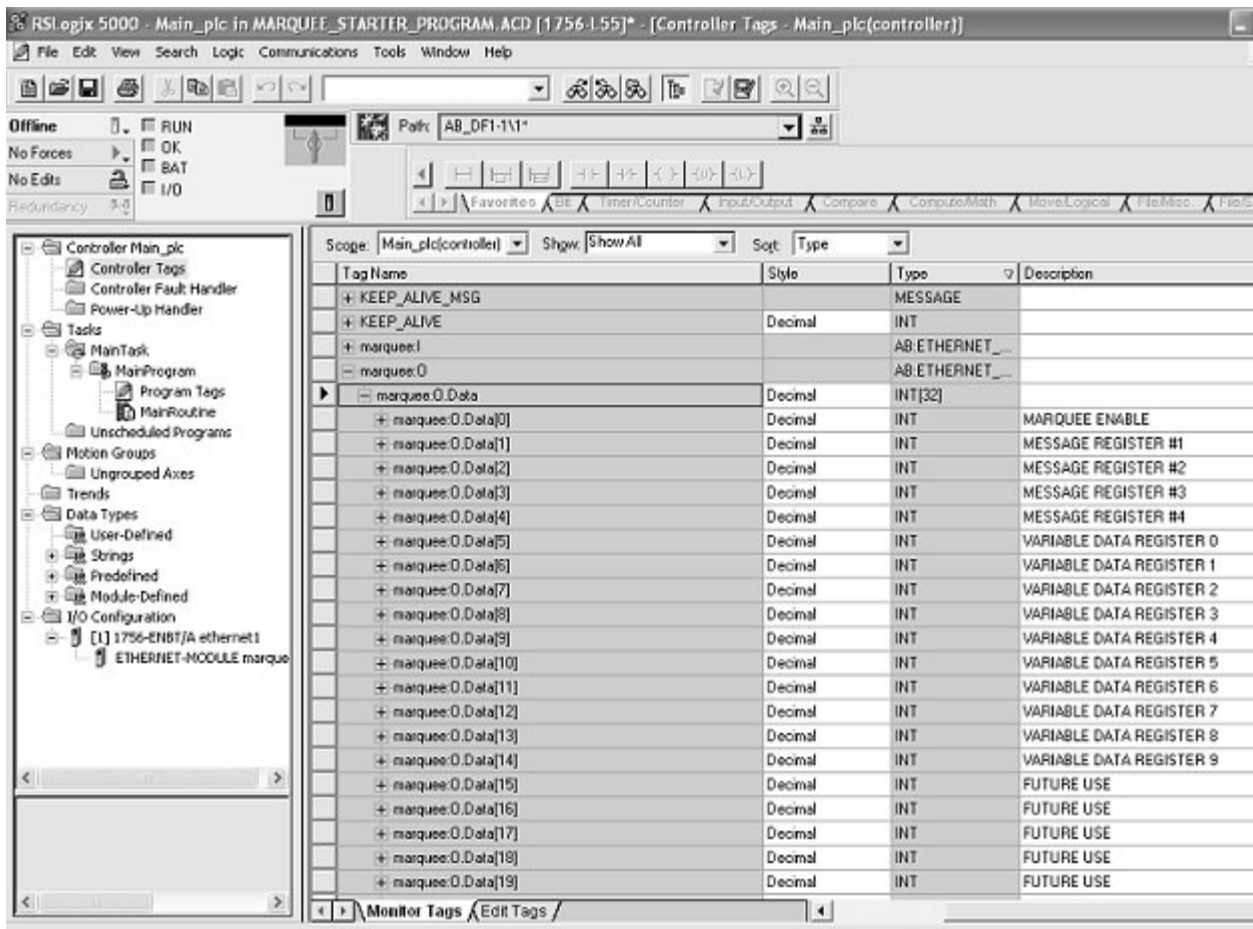 RSLogix 5000 - Main_plc in MARQUEE_STARTER_PROGRAM.ACD [1756-L55]* - [Controller Tags - Main_plc(controller)]
File Edit View Search Logic Communications Tools Window Help
Offline
RUN
No Forces
OK
BAT
No Edits
I/O
Redundancy
Path: AB_DF1-1\1*
Favorites Bit Timer/Counter Input/Output Compare Compute/Math Move/Logical File/Misc.
Controller Main_plc
Controller Tags
Controller Fault Handler
Power-Up Handler
Tasks
MainTask
MainProgram
Program Tags
MainRoutine
Unscheduled Programs
Motion Groups
Ungrouped Axes
Trends
Data Types
User-Defined
Strings
Predefined
Module-Defined
I/O Configuration
[1] 1756-ENBT/A ethernet1
ETHERNET-MODULE marque
Scope: Main_plc(controller) Show: Show All Sort: Type
Tag Name Style Type Description
KEEP_ALIVE_MSG MESSAGE
KEEP_ALIVE Decimal INT
marquee:I AB:ETHERNET_...
marquee:O AB:ETHERNET_...
marquee:O.Data Decimal INT[32]
marquee:O.Data[0] Decimal INT MARQUEE ENABLE
marquee:O.Data[1] Decimal INT MESSAGE REGISTER #1
marquee:O.Data[2] Decimal INT MESSAGE REGISTER #2
marquee:O.Data[3] Decimal INT MESSAGE REGISTER #3
marquee:O.Data[4] Decimal INT MESSAGE REGISTER #4
marquee:O.Data[5] Decimal INT VARIABLE DATA REGISTER 0
marquee:O.Data[6] Decimal INT VARIABLE DATA REGISTER 1
marquee:O.Data[7] Decimal INT VARIABLE DATA REGISTER 2
marquee:O.Data[8] Decimal INT VARIABLE DATA REGISTER 3
marquee:O.Data[9] Decimal INT VARIABLE DATA REGISTER 4
marquee:O.Data[10] Decimal INT VARIABLE DATA REGISTER 5
marquee:O.Data[11] Decimal INT VARIABLE DATA REGISTER 6
marquee:O.Data[12] Decimal INT VARIABLE DATA REGISTER 7
marquee:O.Data[13] Decimal INT VARIABLE DATA REGISTER 8
marquee:O.Data[14] Decimal INT VARIABLE DATA REGISTER 9
marquee:O.Data[15] Decimal INT FUTURE USE
marquee:O.Data[16] Decimal INT FUTURE USE
marquee:O.Data[17] Decimal INT FUTURE USE
marquee:O.Data[18] Decimal INT FUTURE USE
marquee:O.Data[19] Decimal INT FUTURE USE
Monitor Tags Edit Tags